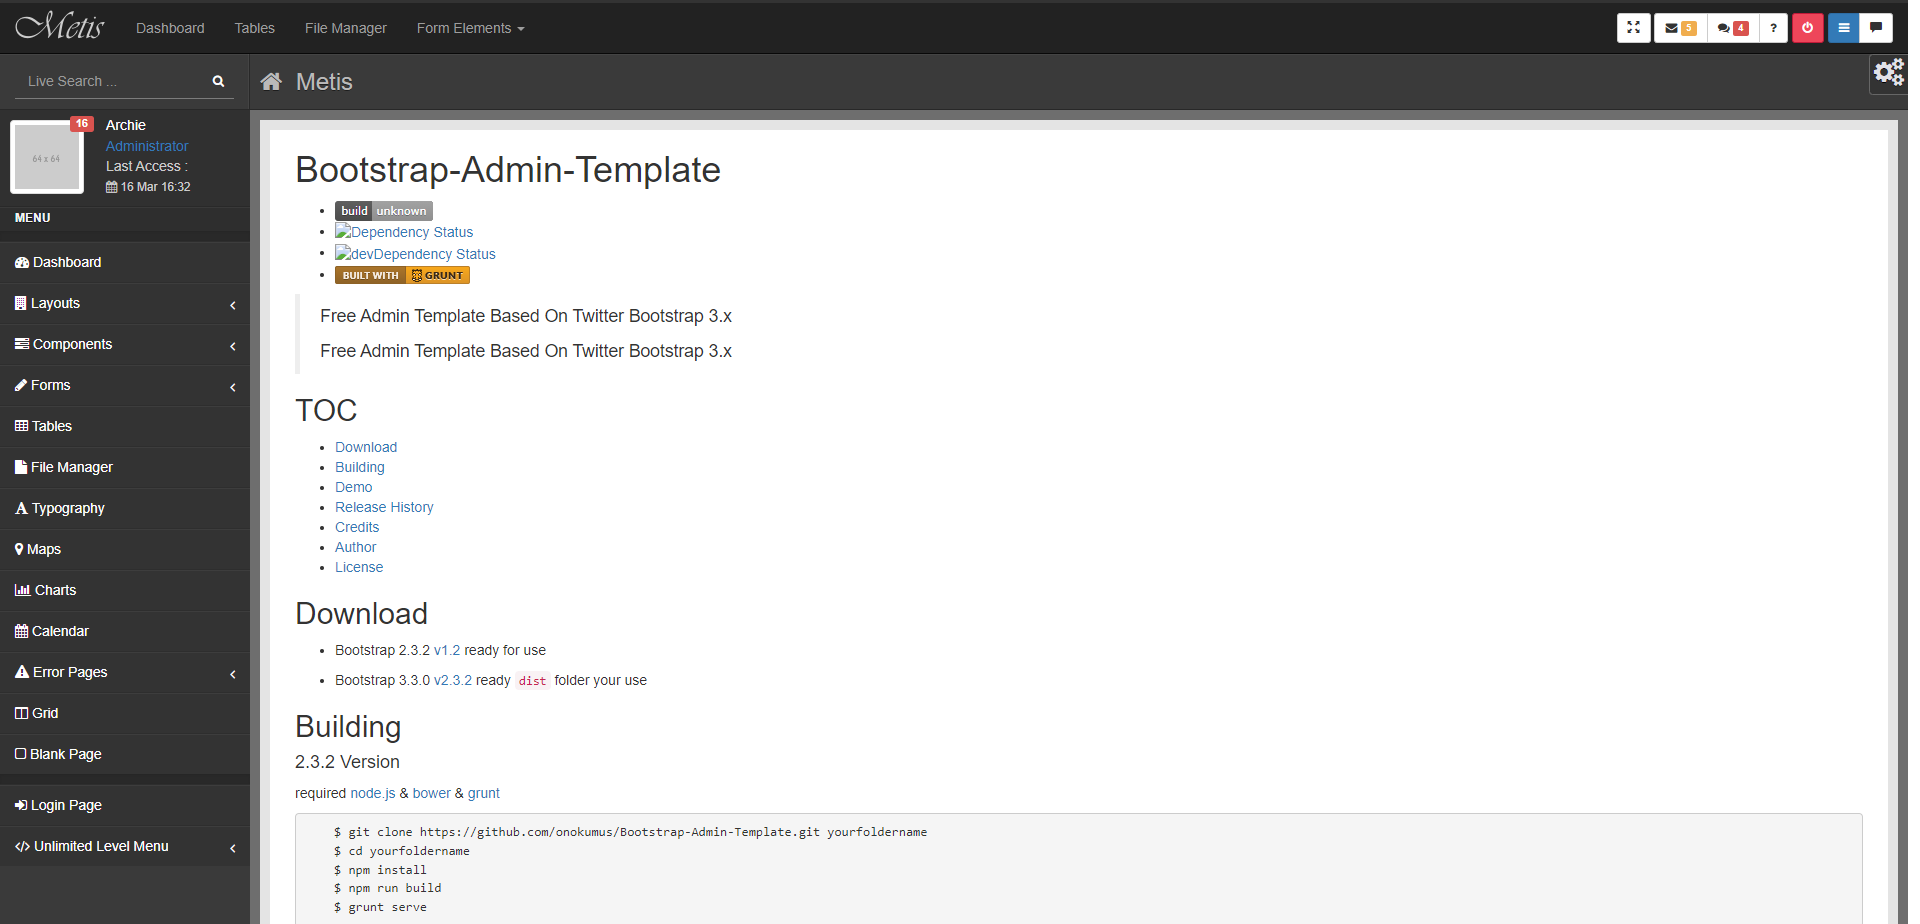 Metis
Dashboard
Tables
File Manager
Form Elements
5
4
?
Live Search ...
Metis
16
64 x 64
Archie
Administrator
Last Access :
16 Mar 16:32
MENU
Dashboard
Layouts
Components
Forms
Tables
File Manager
Typography
Maps
Charts
Calendar
Error Pages
Grid
Blank Page
Login Page
Unlimited Level Menu
Bootstrap-Admin-Template
build unknown
Dependency Status
devDependency Status
BUILT WITH GRUNT
Free Admin Template Based On Twitter Bootstrap 3.x
Free Admin Template Based On Twitter Bootstrap 3.x
TOC
Download
Building
Demo
Release History
Credits
Author
License
Download
Bootstrap 2.3.2 v1.2 ready for use
Bootstrap 3.3.0 v2.3.2 ready dist folder your use
Building
2.3.2 Version
required node.js & bower & grunt
$ git clone https://github.com/onokumus/Bootstrap-Admin-Template.git yourfoldername
$ cd yourfoldername
$ npm install
$ npm run build
$ grunt serve